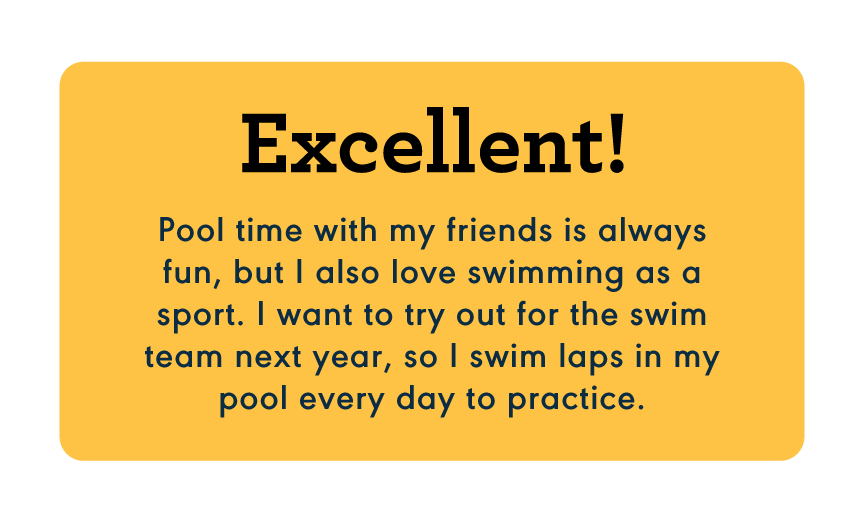 Excellent!
Pool time with my friends is always
fun, but I also love swimming as a
sport. I want to try out for the swim
team next year, so I swim laps in my
pool every day to practice.